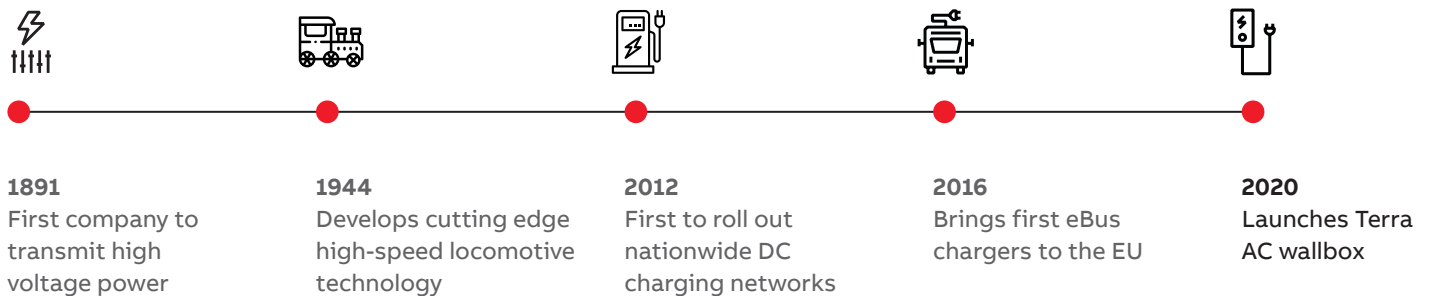 1891
First company to
transmit high
voltage power
1944
Develops cutting edge
high-speed locomotive
technology
2012
First to roll out
nationwide DC
charging networks
2016
Brings first eBus
chargers to the EU
2020
Launches Terra
AC wallbox